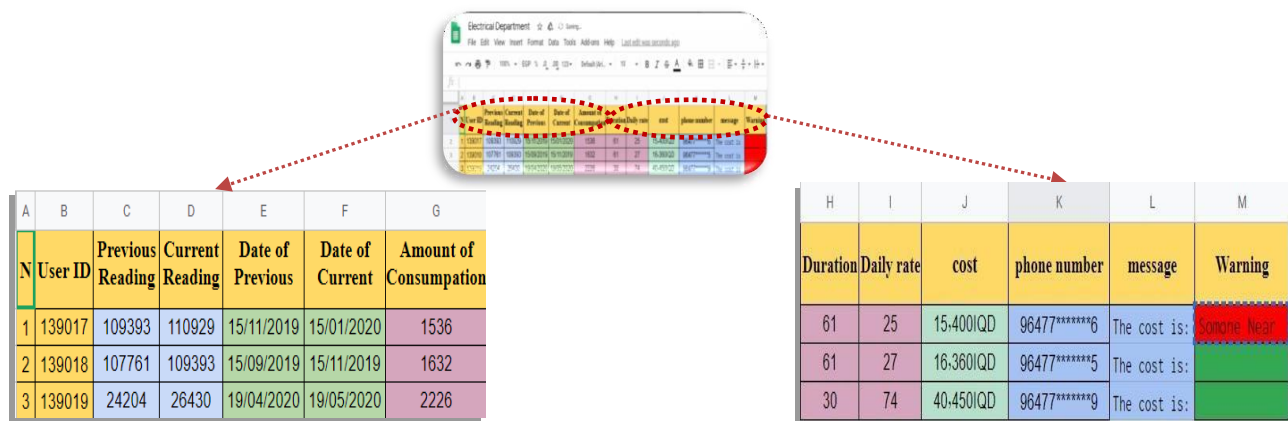 Electrical Department
File Edit View Insert Format Data Tools Add-ons Help Last edit was seconds ago
A B C D E F G
N User ID Previous Reading Current Reading Date of Previous Date of Current Amount of Consumpation
1 139017 109393 110929 15/11/2019 15/01/2020 1536
2 139018 107761 109393 15/09/2019 15/11/2019 1632
3 139019 24204 26430 19/04/2020 19/05/2020 2226
H I J K L M
Duration Daily rate cost phone number message Warning
61 25 15,400IQD 96477*******6 The cost is: Somone Near
61 27 16,360IQD 96477*******5 The cost is:
30 74 40,450IQD 96477*******9 The cost is: